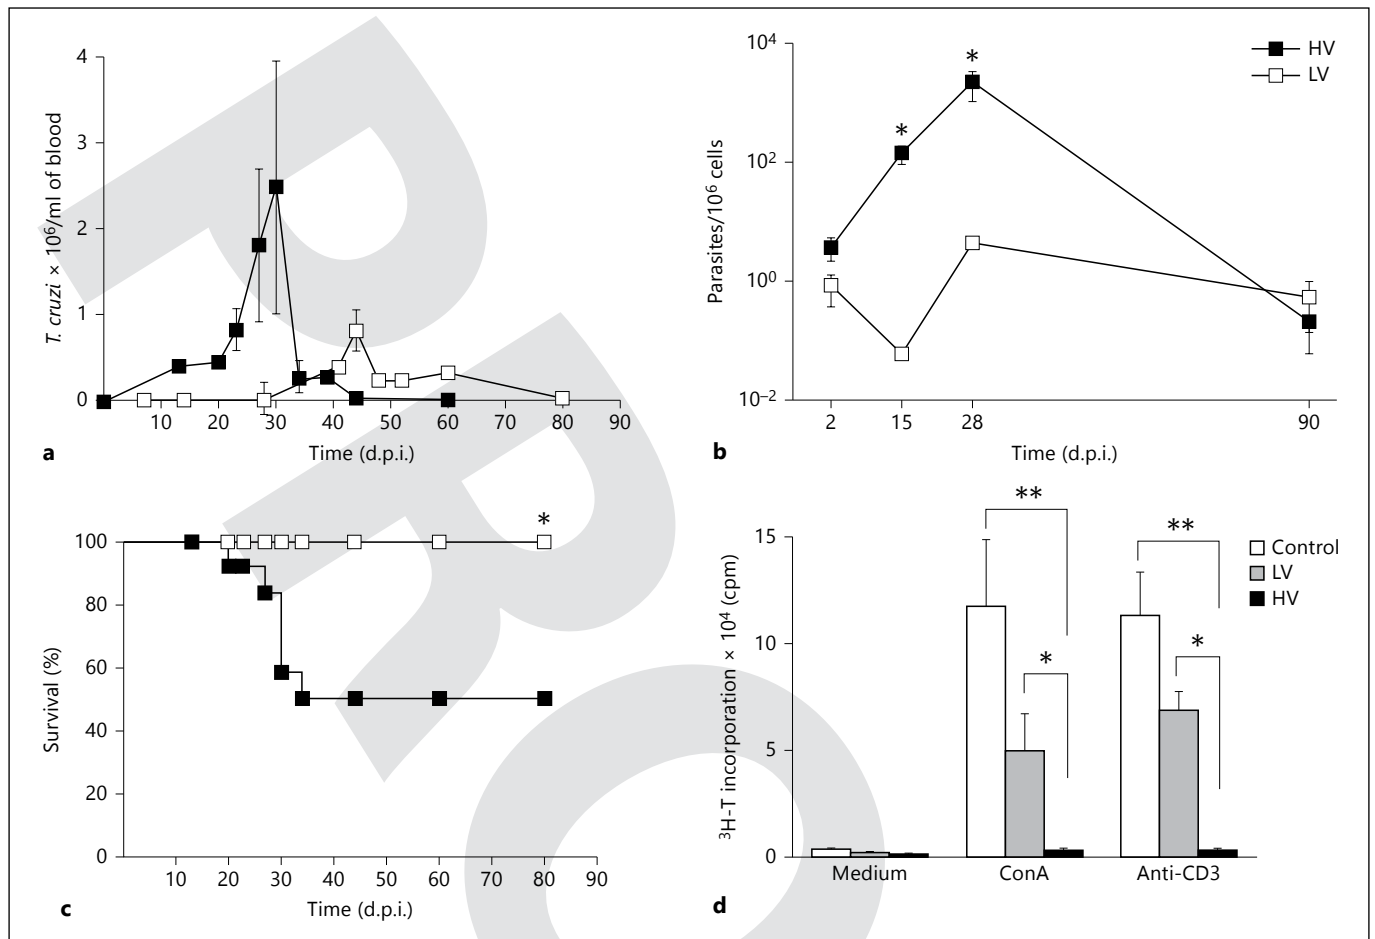 4
3
2
1
0
T. cruzi × 10⁶/ml of blood
10 20 30 40 50 60 70 80 90
Time (d.p.i.)
a
10⁴
10²
10⁰
10⁻²
Parasites/10⁶ cells
* *
HV
LV
2 15 28 90
Time (d.p.i.)
b
100
80
60
40
20
0
Survival (%)
*
10 20 30 40 50 60 70 80 90
Time (d.p.i.)
c
15
10
5
0
³H-T incorporation × 10⁴ (cpm)
** **
* *
Control
LV
HV
Medium ConA Anti-CD3
d
PRO